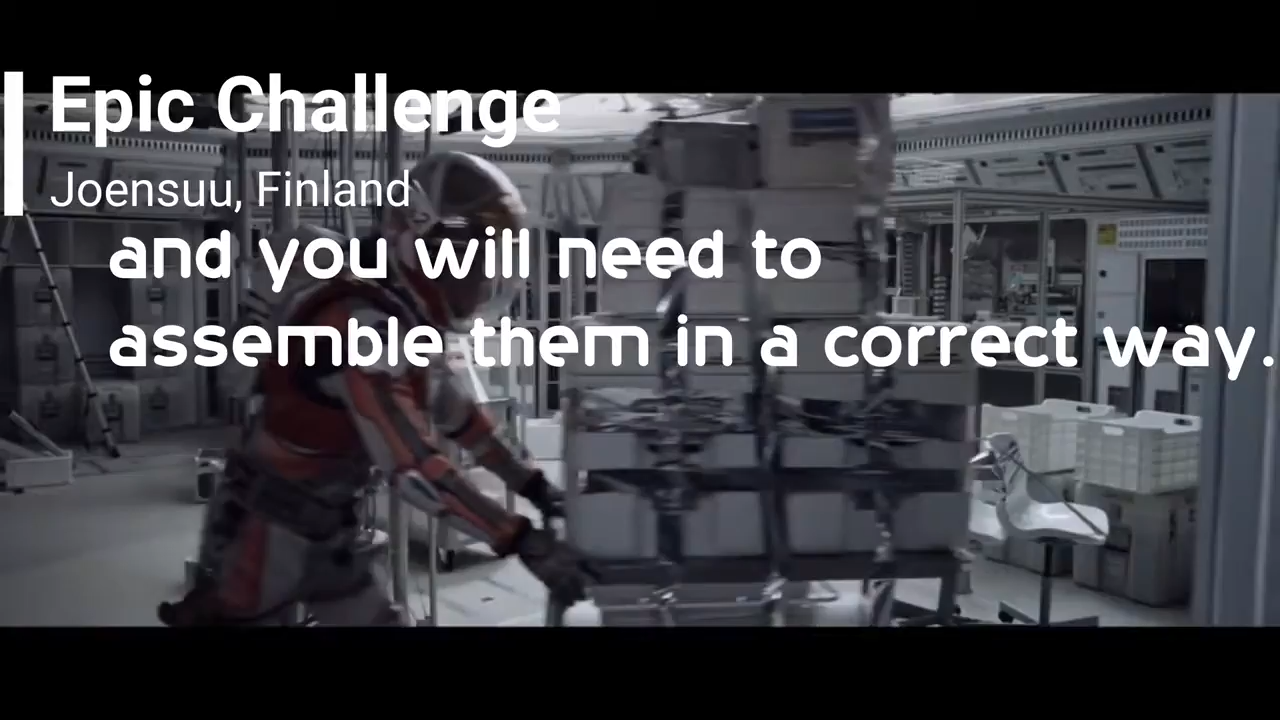 Epic Challenge
Joensuu, Finland
and you will need to
assemble them in a correct way.